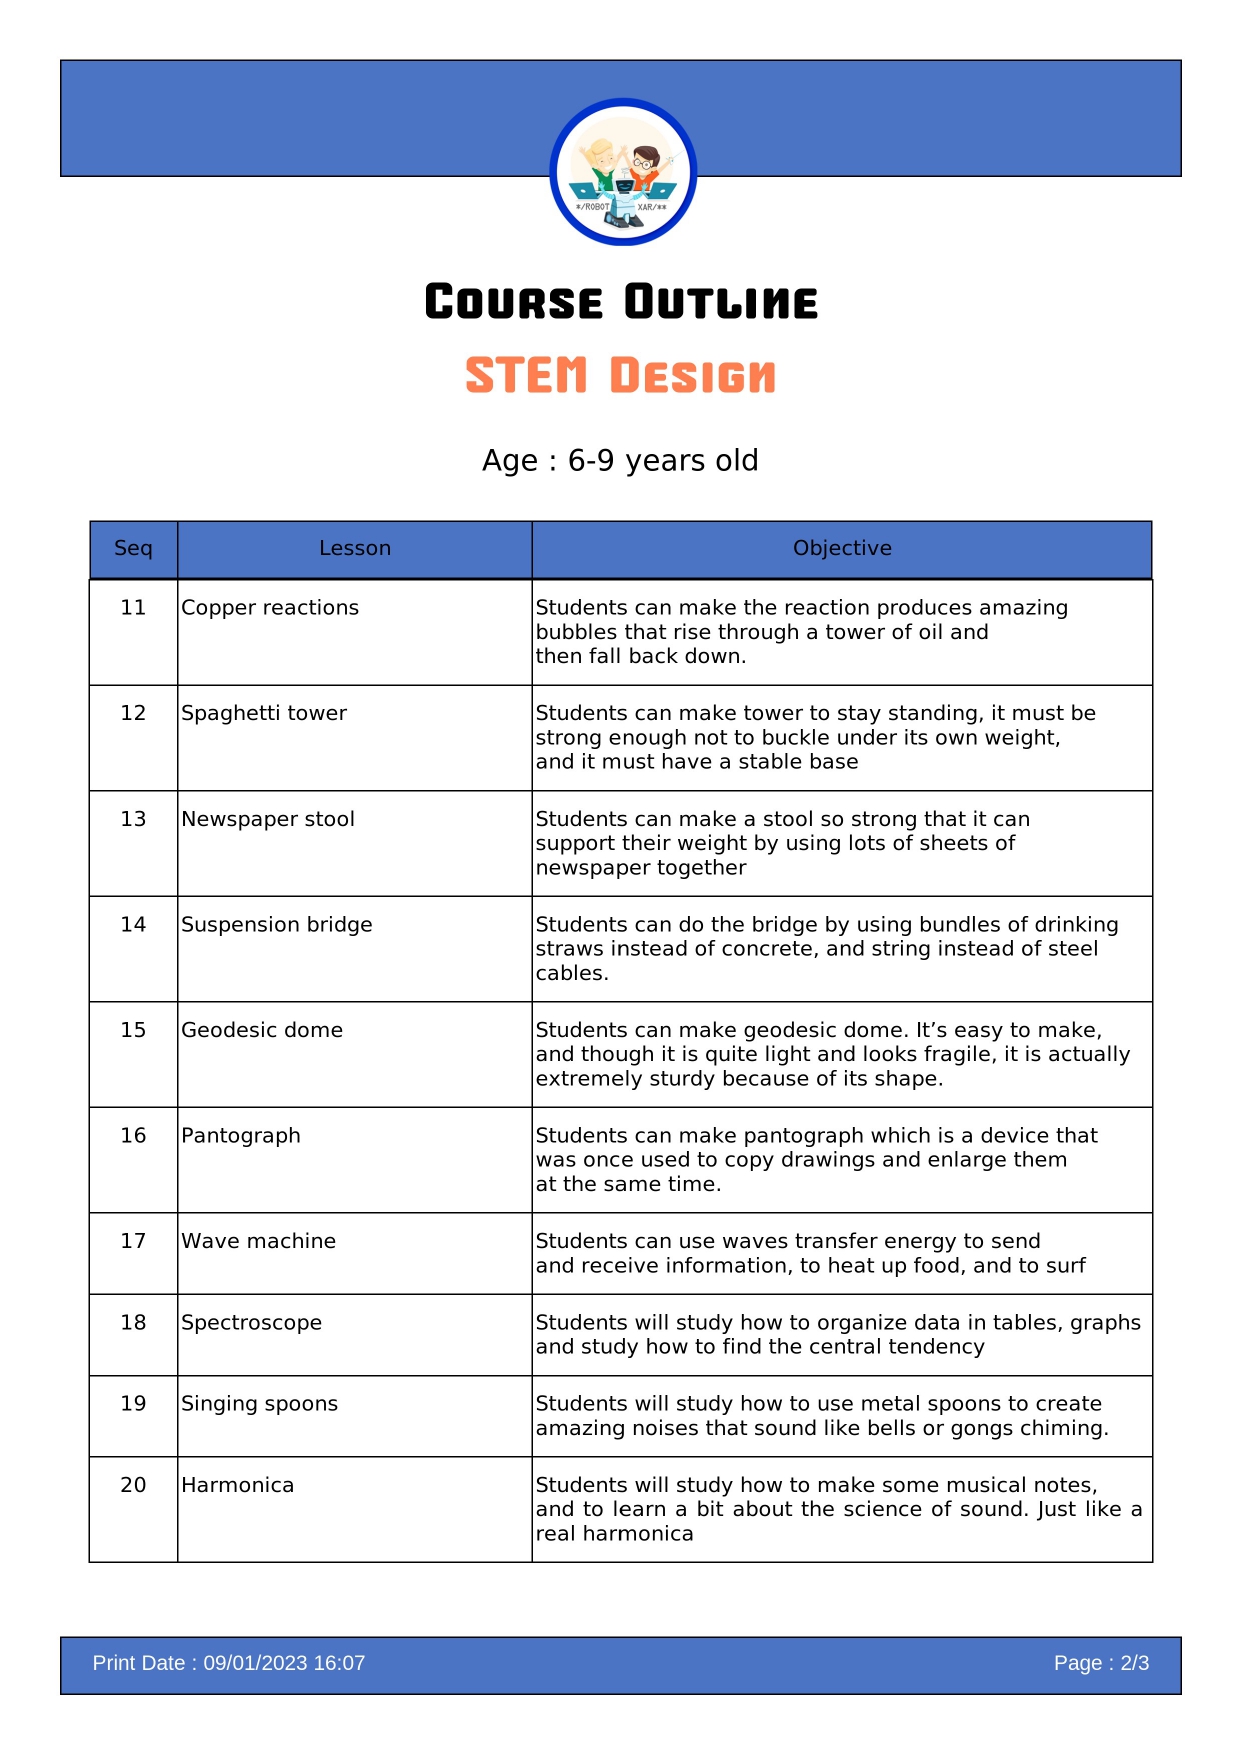 */ROBOT XAR/**
Course Outline
STEM Design
Age : 6-9 years old
Seq Lesson Objective
11 Copper reactions Students can make the reaction produces amazing
bubbles that rise through a tower of oil and
then fall back down.
12 Spaghetti tower Students can make tower to stay standing, it must be
strong enough not to buckle under its own weight,
and it must have a stable base
13 Newspaper stool Students can make a stool so strong that it can
support their weight by using lots of sheets of
newspaper together
14 Suspension bridge Students can do the bridge by using bundles of drinking
straws instead of concrete, and string instead of steel
cables.
15 Geodesic dome Students can make geodesic dome. It’s easy to make,
and though it is quite light and looks fragile, it is actually
extremely sturdy because of its shape.
16 Pantograph Students can make pantograph which is a device that
was once used to copy drawings and enlarge them
at the same time.
17 Wave machine Students can use waves transfer energy to send
and receive information, to heat up food, and to surf
18 Spectroscope Students will study how to organize data in tables, graphs
and study how to find the central tendency
19 Singing spoons Students will study how to use metal spoons to create
amazing noises that sound like bells or gongs chiming.
20 Harmonica Students will study how to make some musical notes,
and to learn a bit about the science of sound. Just like a
real harmonica
Print Date : 09/01/2023 16:07 Page : 2/3